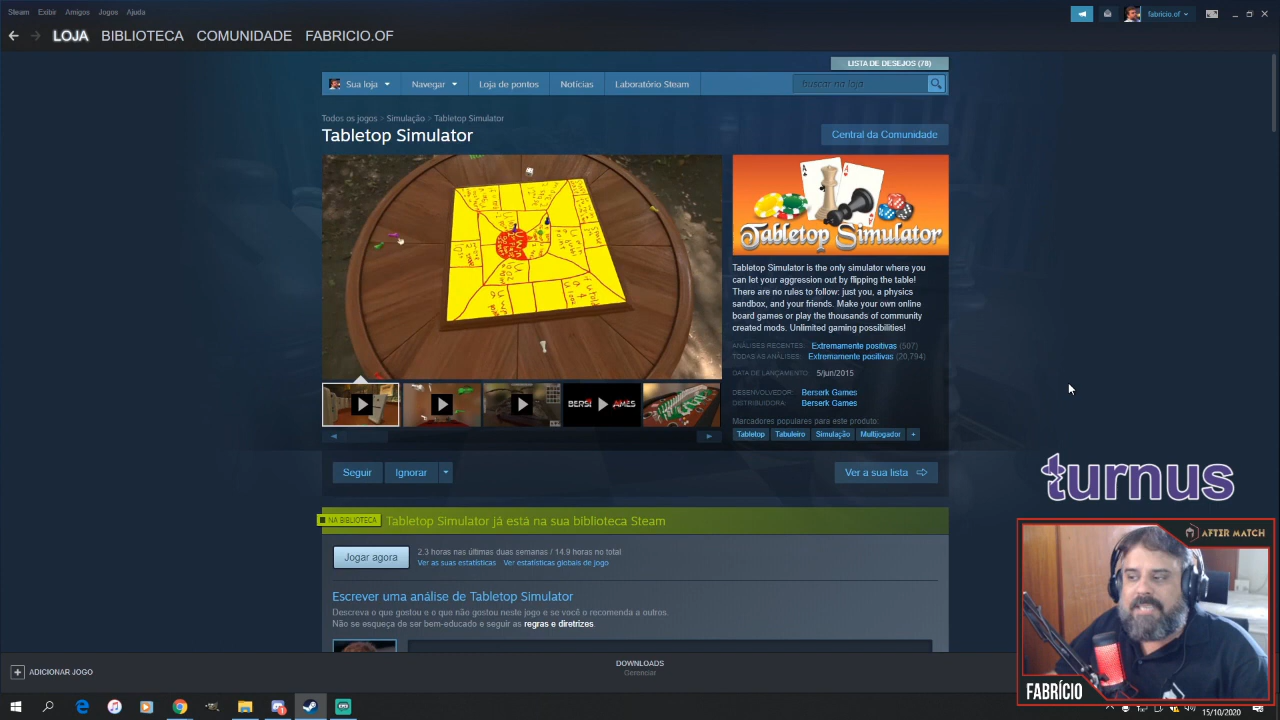 Steam Exibir Amigos Jogos Ajuda
fabricio.of
LOJA BIBLIOTECA COMUNIDADE FABRICIO.OF
LISTA DE DESEJOS (78)
Sua loja Navegar Loja de pontos Notícias Laboratório Steam buscar na loja
Todos os jogos > Simulação > Tabletop Simulator
Tabletop Simulator
Central da Comunidade
Tabletop Simulator
Tabletop Simulator is the only simulator where you
can let your aggression out by flipping the table!
There are no rules to follow: just you, a physics
sandbox, and your friends. Make your own online
board games or play the thousands of community
created mods. Unlimited gaming possibilities!
ANÁLISES RECENTES: Extremamente positivas (507)
TODAS AS ANÁLISES: Extremamente positivas (20,794)
DATA DE LANÇAMENTO: 5/jun/2015
DESENVOLVEDOR: Berserk Games
DISTRIBUIDORA: Berserk Games
Marcadores populares para este produto:
Tabletop Tabuleiro Simulação Multijogador +
Seguir Ignorar Ver a sua lista
turnus
NA BIBLIOTECA Tabletop Simulator já está na sua biblioteca Steam
Jogar agora
2.3 horas nas últimas duas semanas / 14.9 horas no total
Ver as suas estatísticas Ver estatísticas globais de jogo
AFTER MATCH
Escrever uma análise de Tabletop Simulator
Descreva o que gostou e o que não gostou neste jogo e se você o recomenda a outros.
Não se esqueça de ser bem-educado e seguir as regras e diretrizes.
ADICIONAR JOGO
DOWNLOADS
Gerenciar
FABRÍCIO
15/10/2020